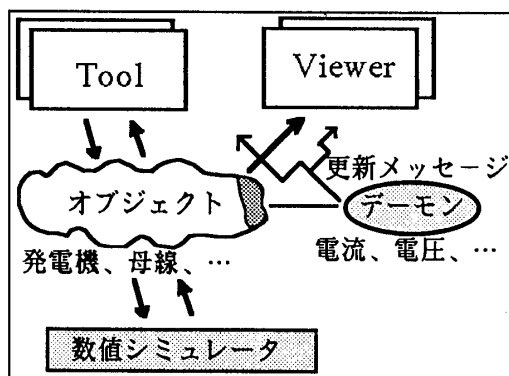 Tool
Viewer
更新メッセージ
オブジェクト
デーモン
発電機、母線、…
電流、電圧、…
数値シミュレータ